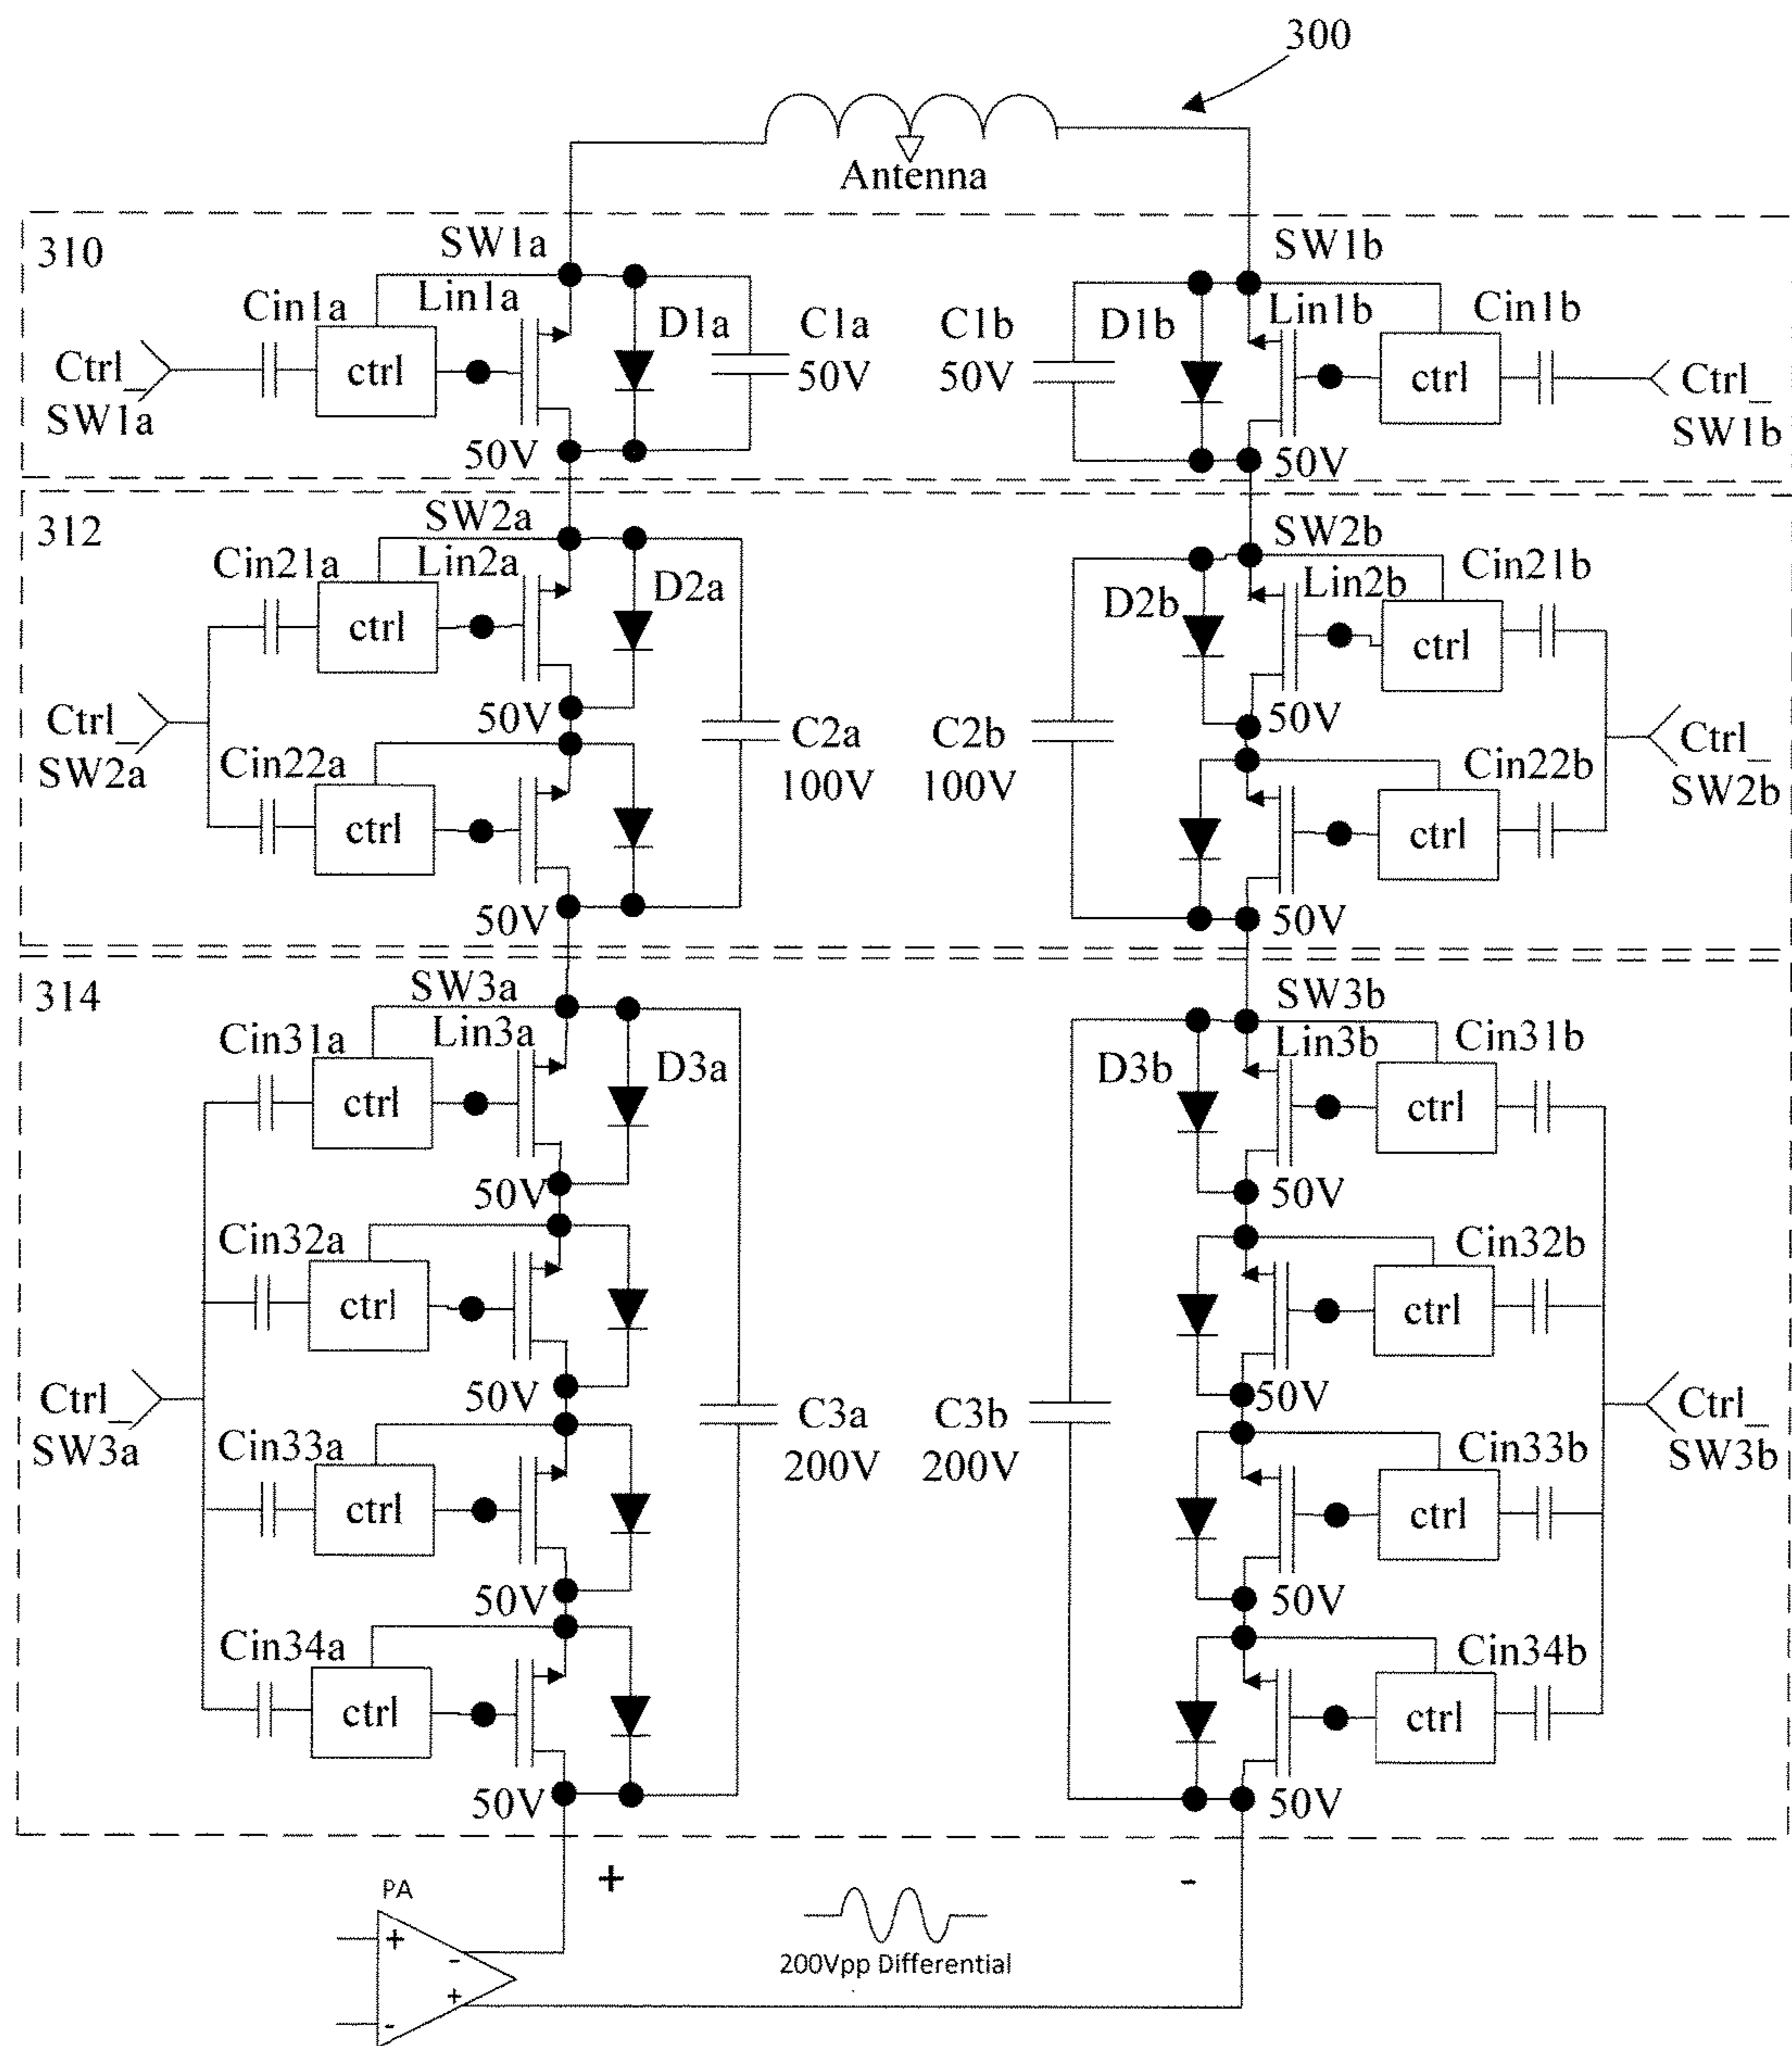 300
Antenna
310
SW1a
SW1b
Cin1a
Lin1a
D1a
C1a
50V
C1b
50V
D1b
Lin1b
Cin1b
Ctrl_
SW1a
ctrl
ctrl
Ctrl_
SW1b
50V
50V
312
SW2a
SW2b
Cin21a
Lin2a
D2a
D2b
Lin2b
Cin21b
ctrl
ctrl
50V
50V
Ctrl_
SW2a
Cin22a
C2a
100V
C2b
100V
Cin22b
Ctrl_
SW2b
ctrl
ctrl
50V
50V
314
SW3a
SW3b
Cin31a
Lin3a
D3a
D3b
Lin3b
Cin31b
ctrl
ctrl
50V
50V
Cin32a
Cin32b
ctrl
ctrl
50V
50V
Ctrl_
SW3a
C3a
200V
C3b
200V
Ctrl_
SW3b
Cin33a
Cin33b
ctrl
ctrl
50V
50V
Cin34a
Cin34b
ctrl
ctrl
50V
50V
+
-
PA
+
-
-
+
200Vpp Differential